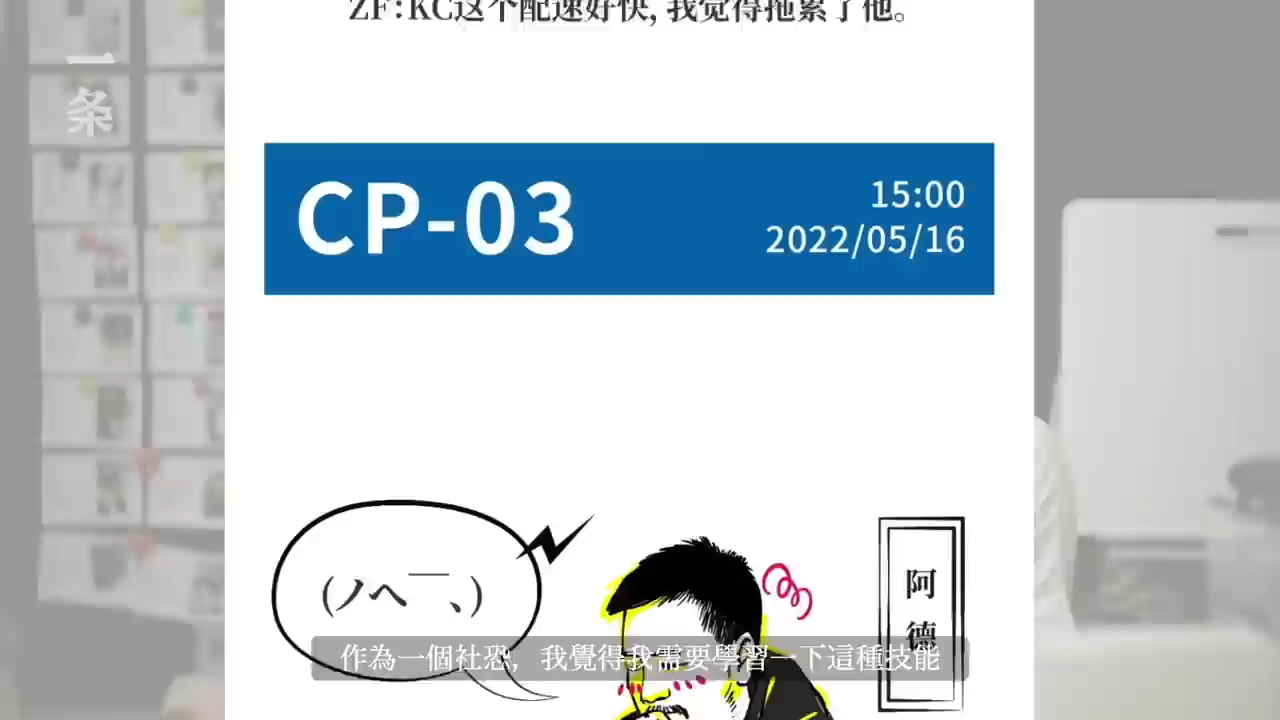 一条
ZF:KC这个配速好快, 我觉得拖累了他。
CP-03
15:00
2022/05/16
(ノへ￣、)
阿德
作為一個社恐, 我覺得我需要學習一下這種技能